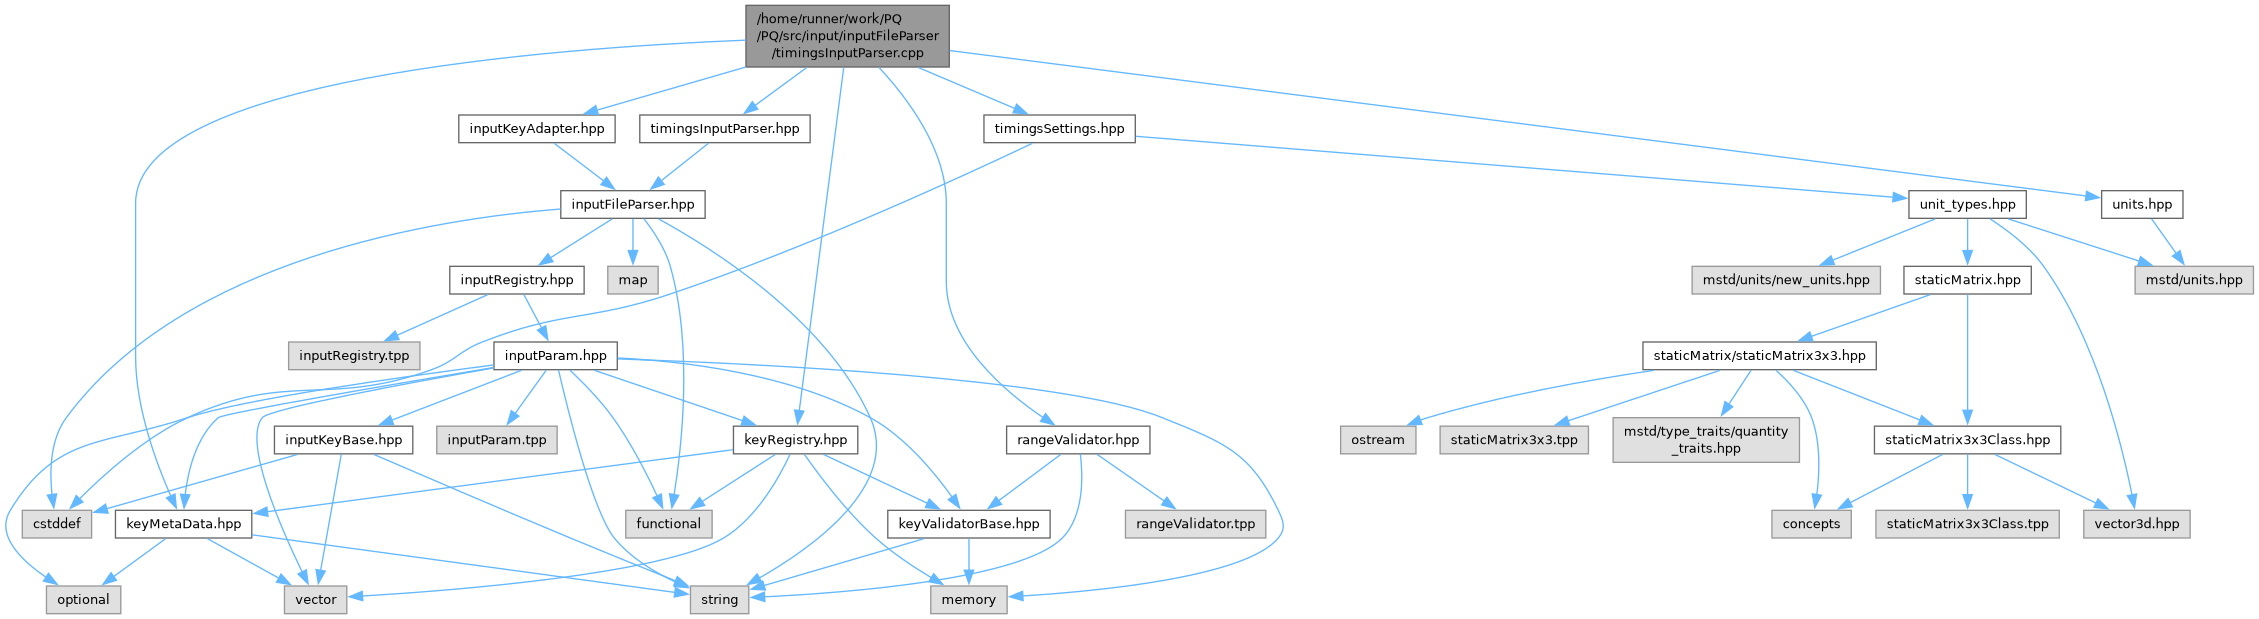 /home/runner/work/PQ
/PQ/src/input/inputFileParser
/timingsInputParser.cpp
inputKeyAdapter.hpp
timingsInputParser.hpp
timingsSettings.hpp
inputFileParser.hpp
unit_types.hpp
units.hpp
inputRegistry.hpp
map
mstd/units/new_units.hpp
staticMatrix.hpp
mstd/units.hpp
inputRegistry.tpp
inputParam.hpp
staticMatrix/staticMatrix3x3.hpp
inputKeyBase.hpp
inputParam.tpp
keyRegistry.hpp
rangeValidator.hpp
ostream
staticMatrix3x3.tpp
mstd/type_traits/quantity
_traits.hpp
staticMatrix3x3Class.hpp
cstddef
keyMetaData.hpp
functional
keyValidatorBase.hpp
rangeValidator.tpp
concepts
staticMatrix3x3Class.tpp
vector3d.hpp
optional
vector
string
memory